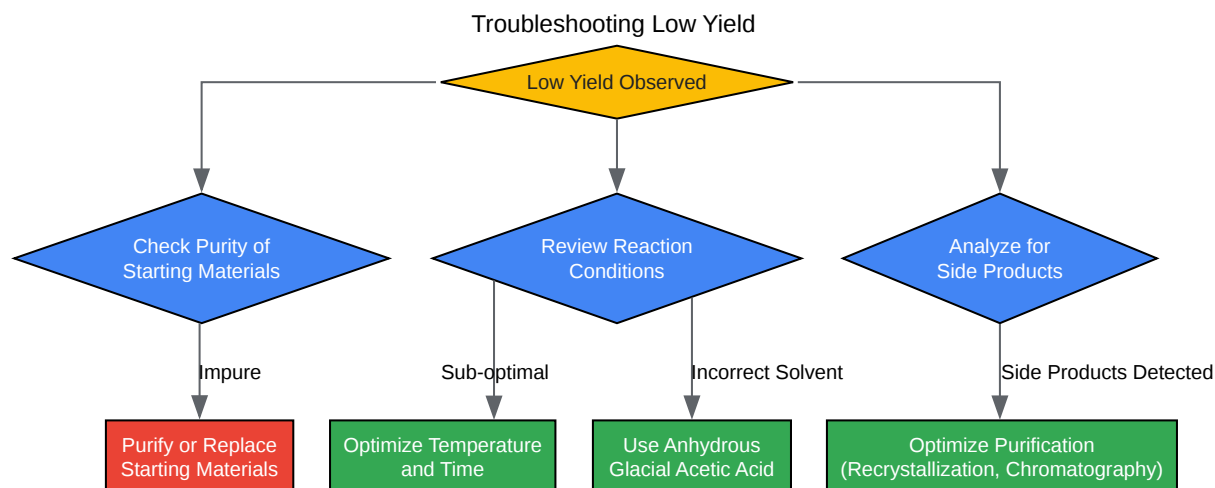 Troubleshooting Low Yield
Low Yield Observed
Check Purity of
Starting Materials
Review Reaction
Conditions
Analyze for
Side Products
Impure
Sub-optimal
Incorrect Solvent
Side Products Detected
Purify or Replace
Starting Materials
Optimize Temperature
and Time
Use Anhydrous
Glacial Acetic Acid
Optimize Purification
(Recrystallization, Chromatography)